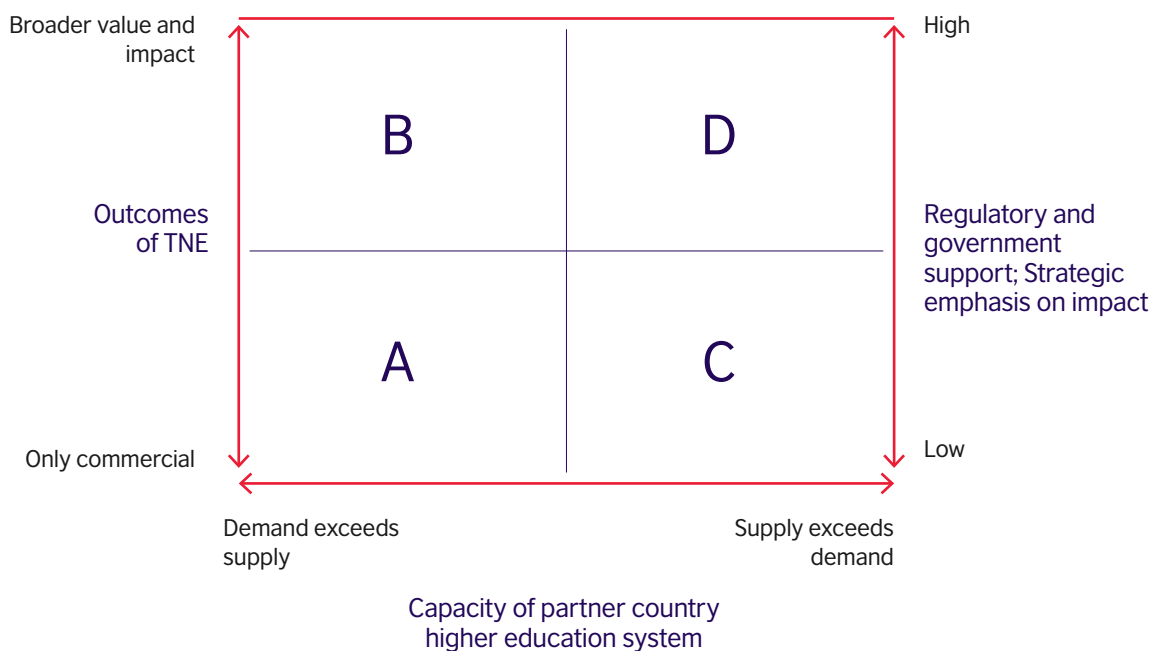 Broader value and
impact
High
B
D
Outcomes
of TNE
Regulatory and
government
support; Strategic
emphasis on impact
A
C
Only commercial
Low
Demand exceeds
supply
Supply exceeds
demand
Capacity of partner country
higher education system